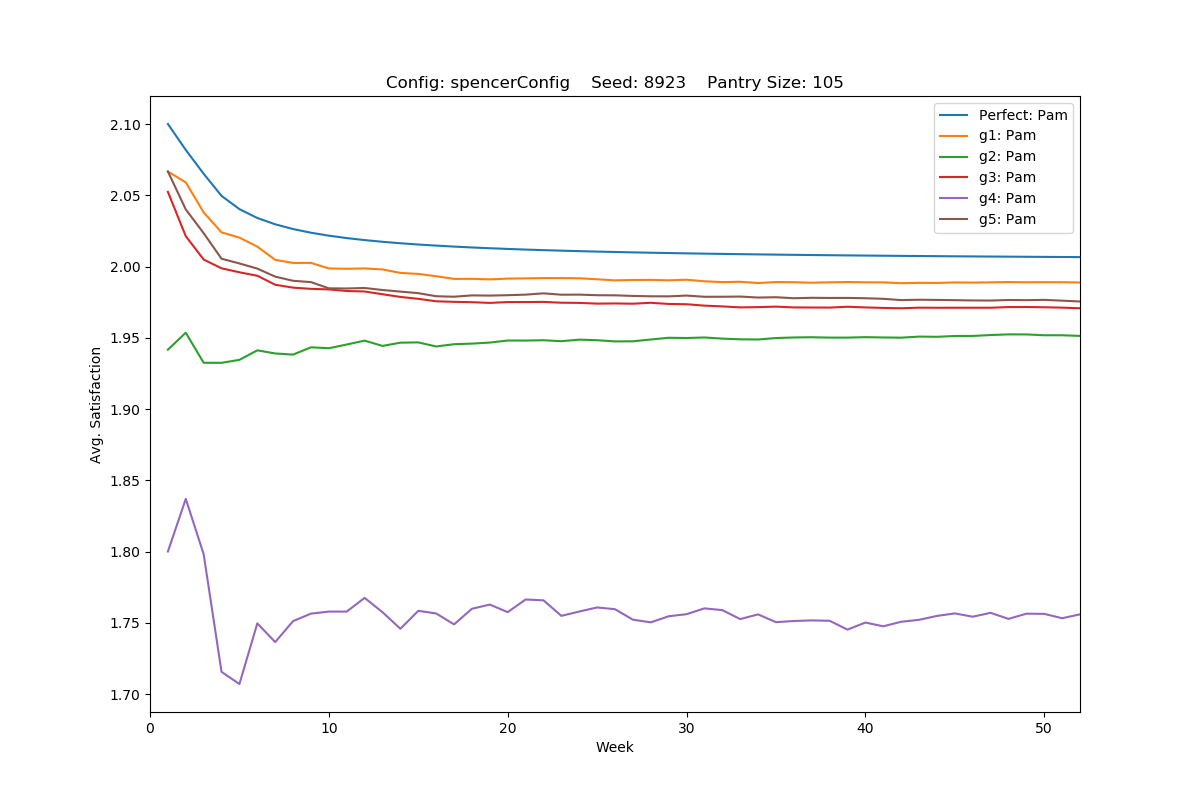 Config: spencerConfig    Seed: 8923    Pantry Size: 105
Perfect: Pam
g1: Pam
g2: Pam
g3: Pam
g4: Pam
g5: Pam
Avg. Satisfaction
2.10
2.05
2.00
1.95
1.90
1.85
1.80
1.75
1.70
0 10 20 30 40 50
Week